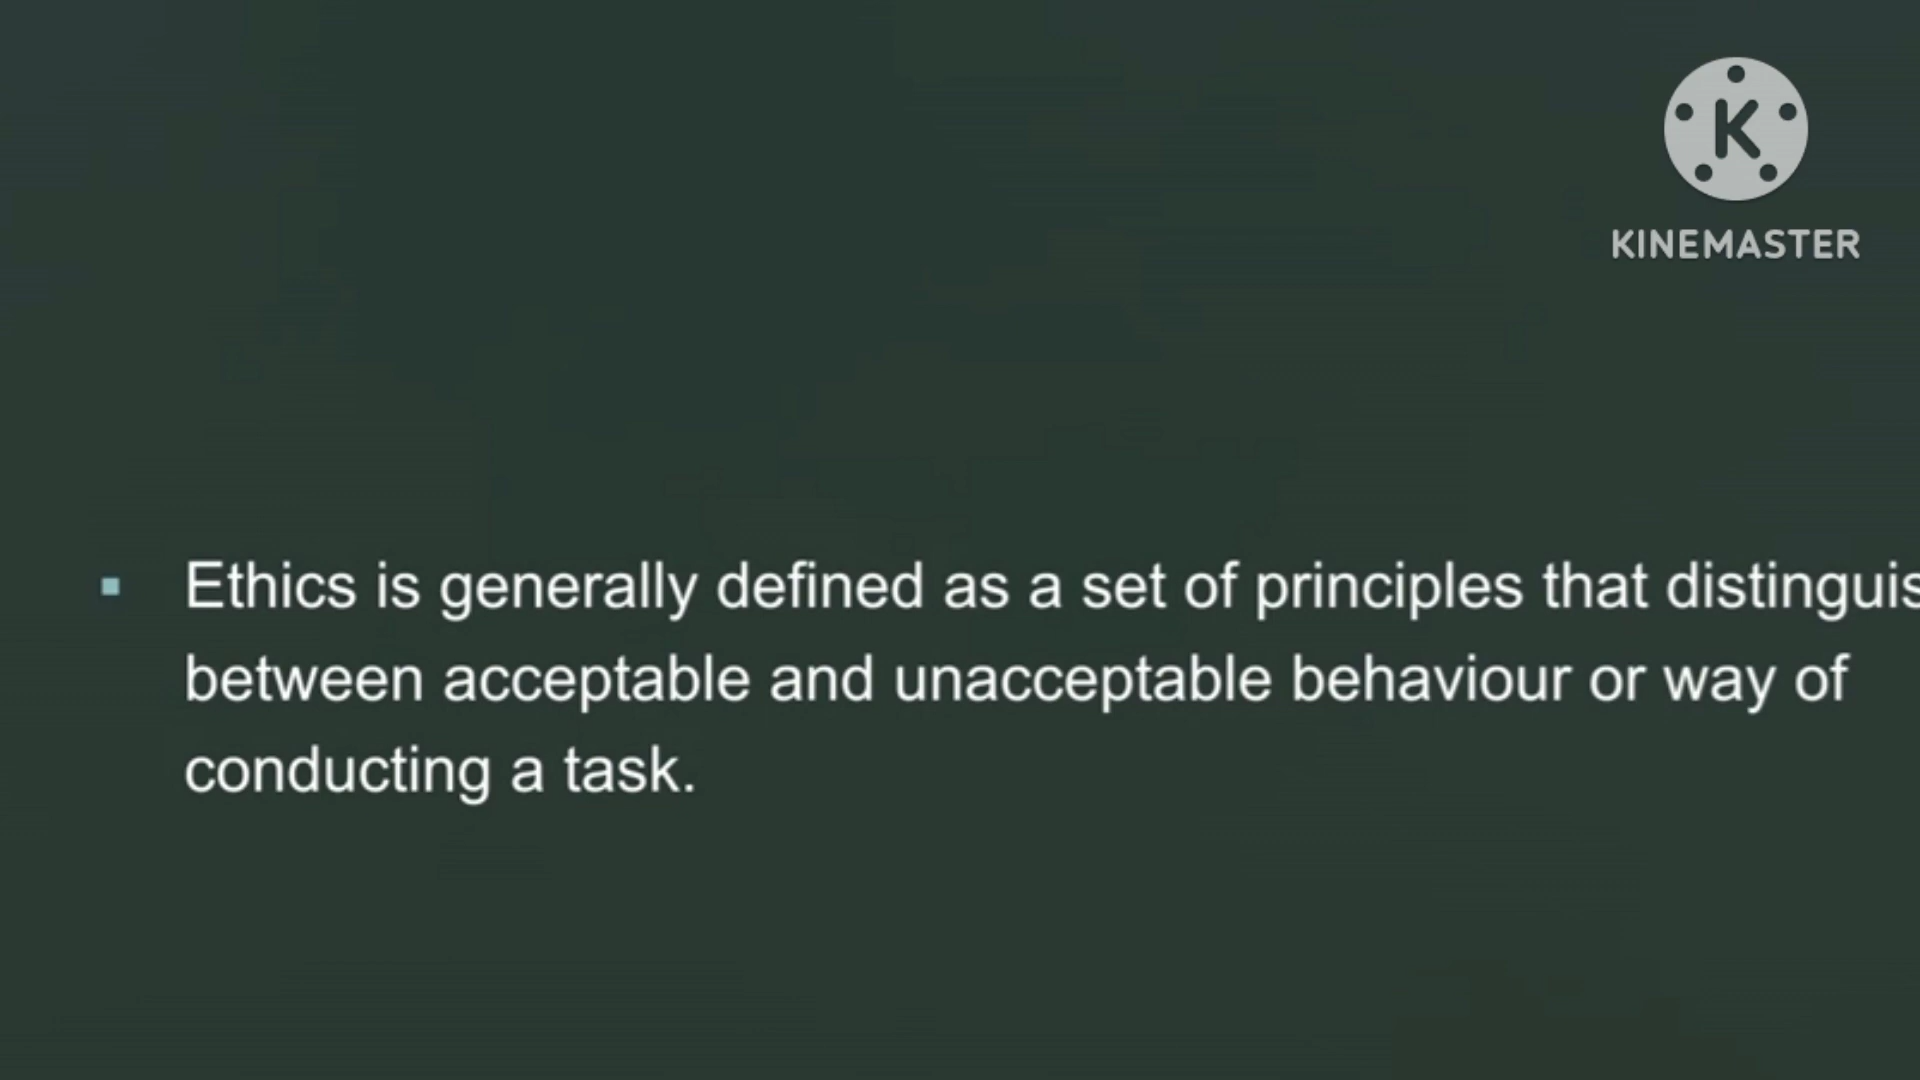 K
KINEMASTER
Ethics is generally defined as a set of principles that distinguis
between acceptable and unacceptable behaviour or way of
conducting a task.